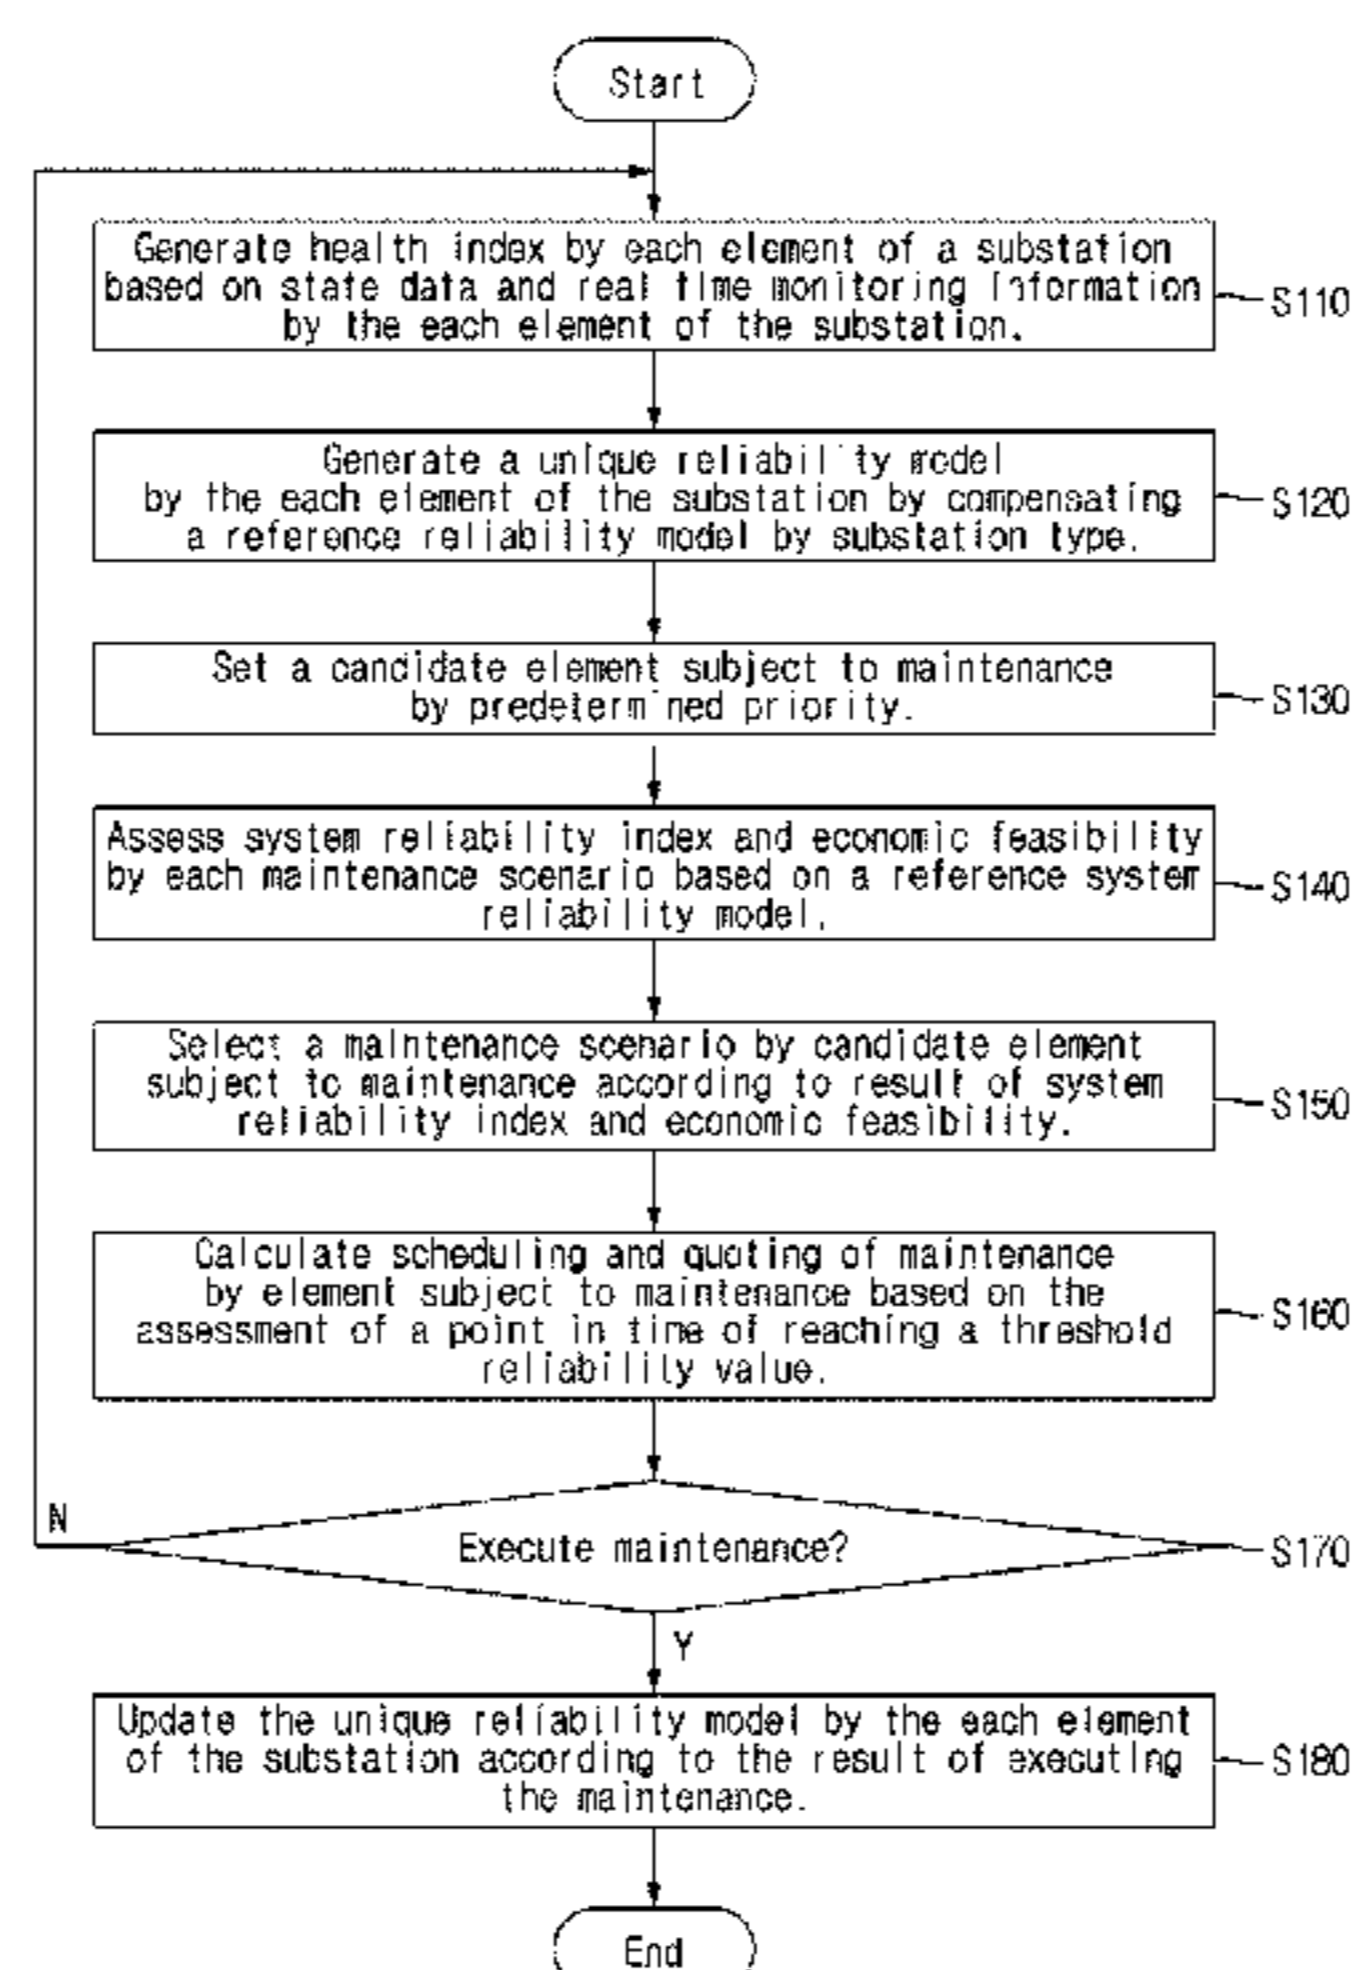 Start
Generate health index by each element of a substation
based on state data and real time monitoring information
by the each element of the substation.
S110
Generate a unique reliability model
by the each element of the substation by compensating
a reference reliability model by substation type.
S120
Set a candidate element subject to maintenance
by predetermined priority.
S130
Assess system reliability index and economic feasibility
by each maintenance scenario based on a reference system
reliability model.
S140
Select a maintenance scenario by candidate element
subject to maintenance according to result of system
reliability index and economic feasibility.
S150
Calculate scheduling and quoting of maintenance
by element subject to maintenance based on the
assessment of a point in time of reaching a threshold
reliability value.
S160
N
Execute maintenance?
S170
Y
Update the unique reliability model by the each element
of the substation according to the result of executing
the maintenance.
S180
End